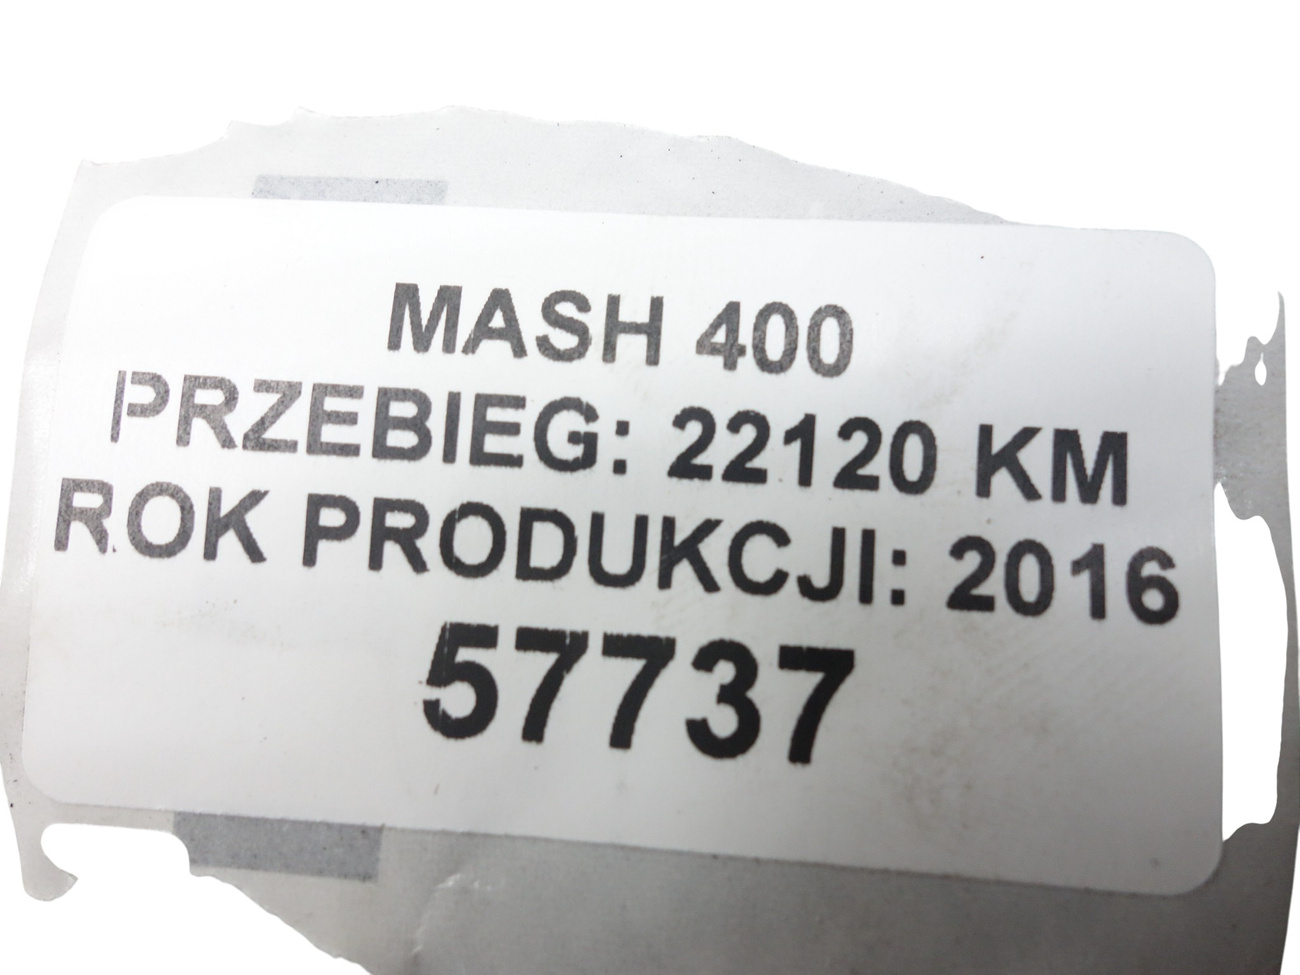 MASH 400
PRZEBIEG: 22120 KM
ROK PRODUKCJI: 2016
57737